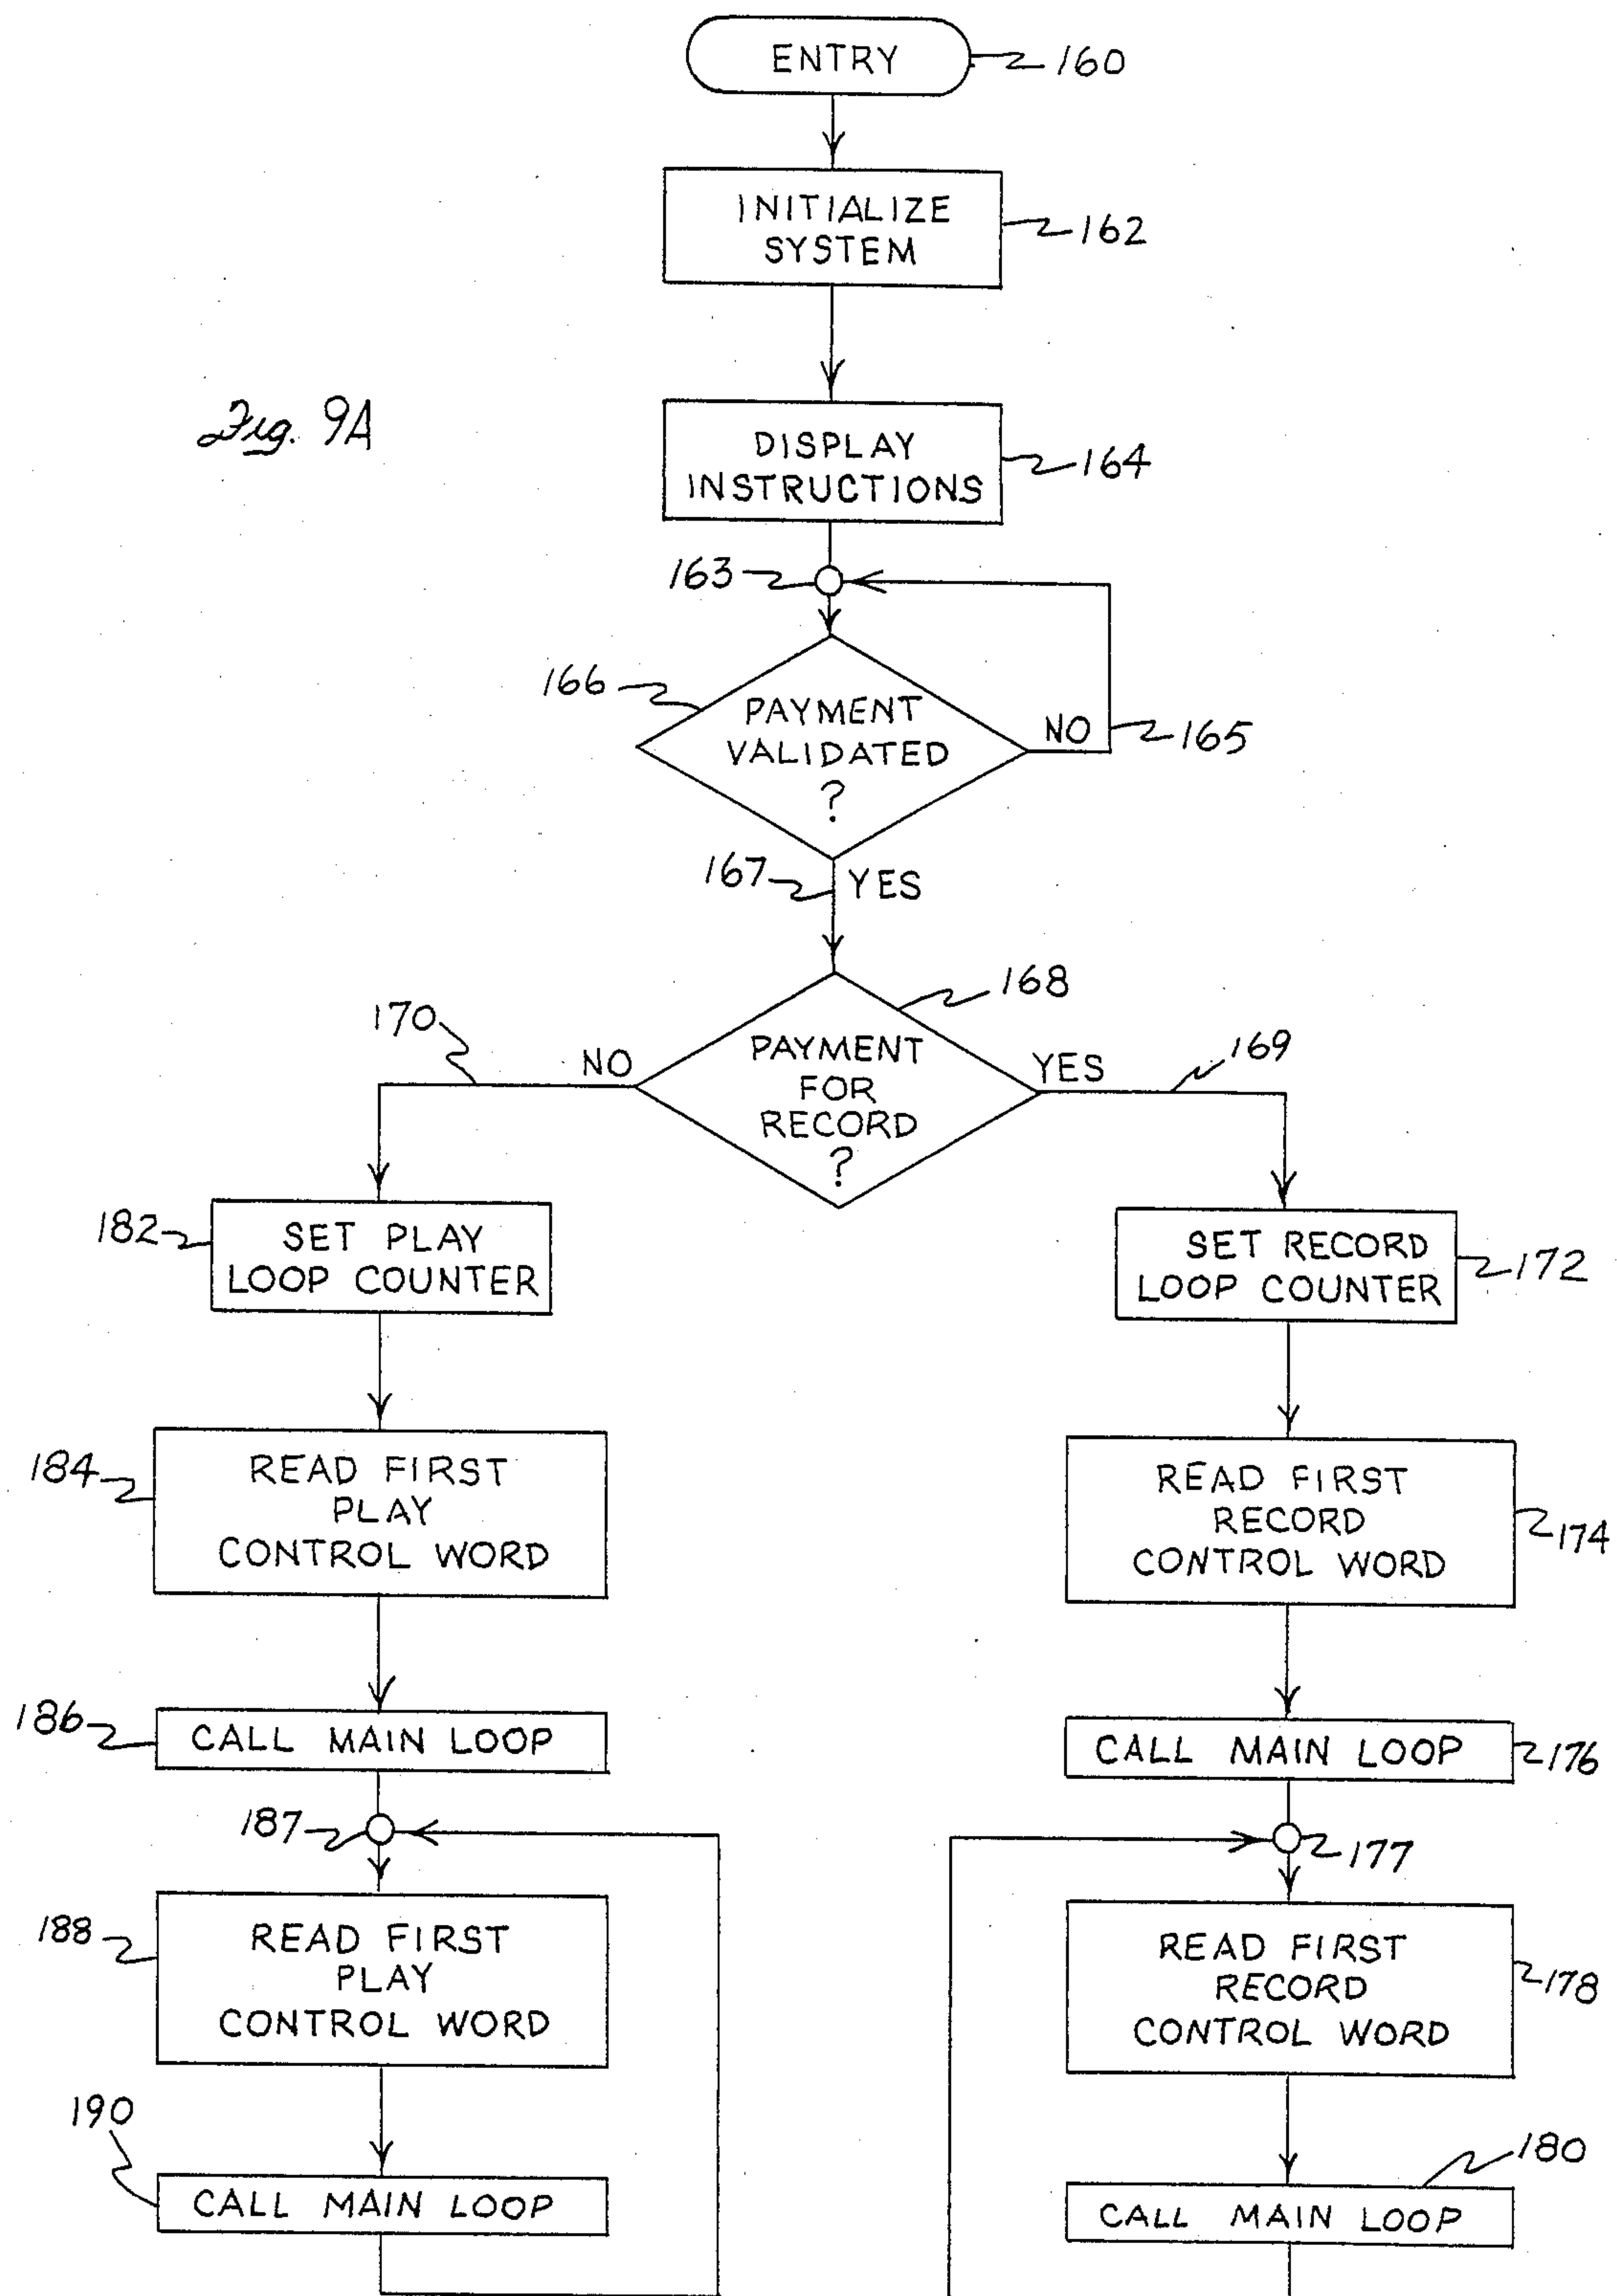 ENTRY
160
INITIALIZE
SYSTEM
162
Fig. 9A
DISPLAY
INSTRUCTIONS
164
163
166
PAYMENT
VALIDATED
?
NO
165
167
YES
168
170
NO
PAYMENT
FOR
RECORD
?
YES
169
182
SET PLAY
LOOP COUNTER
SET RECORD
LOOP COUNTER
172
184
READ FIRST
PLAY
CONTROL WORD
READ FIRST
RECORD
CONTROL WORD
174
186
CALL MAIN LOOP
CALL MAIN LOOP
176
187
177
188
READ FIRST
PLAY
CONTROL WORD
READ FIRST
RECORD
CONTROL WORD
178
190
CALL MAIN LOOP
180
CALL MAIN LOOP